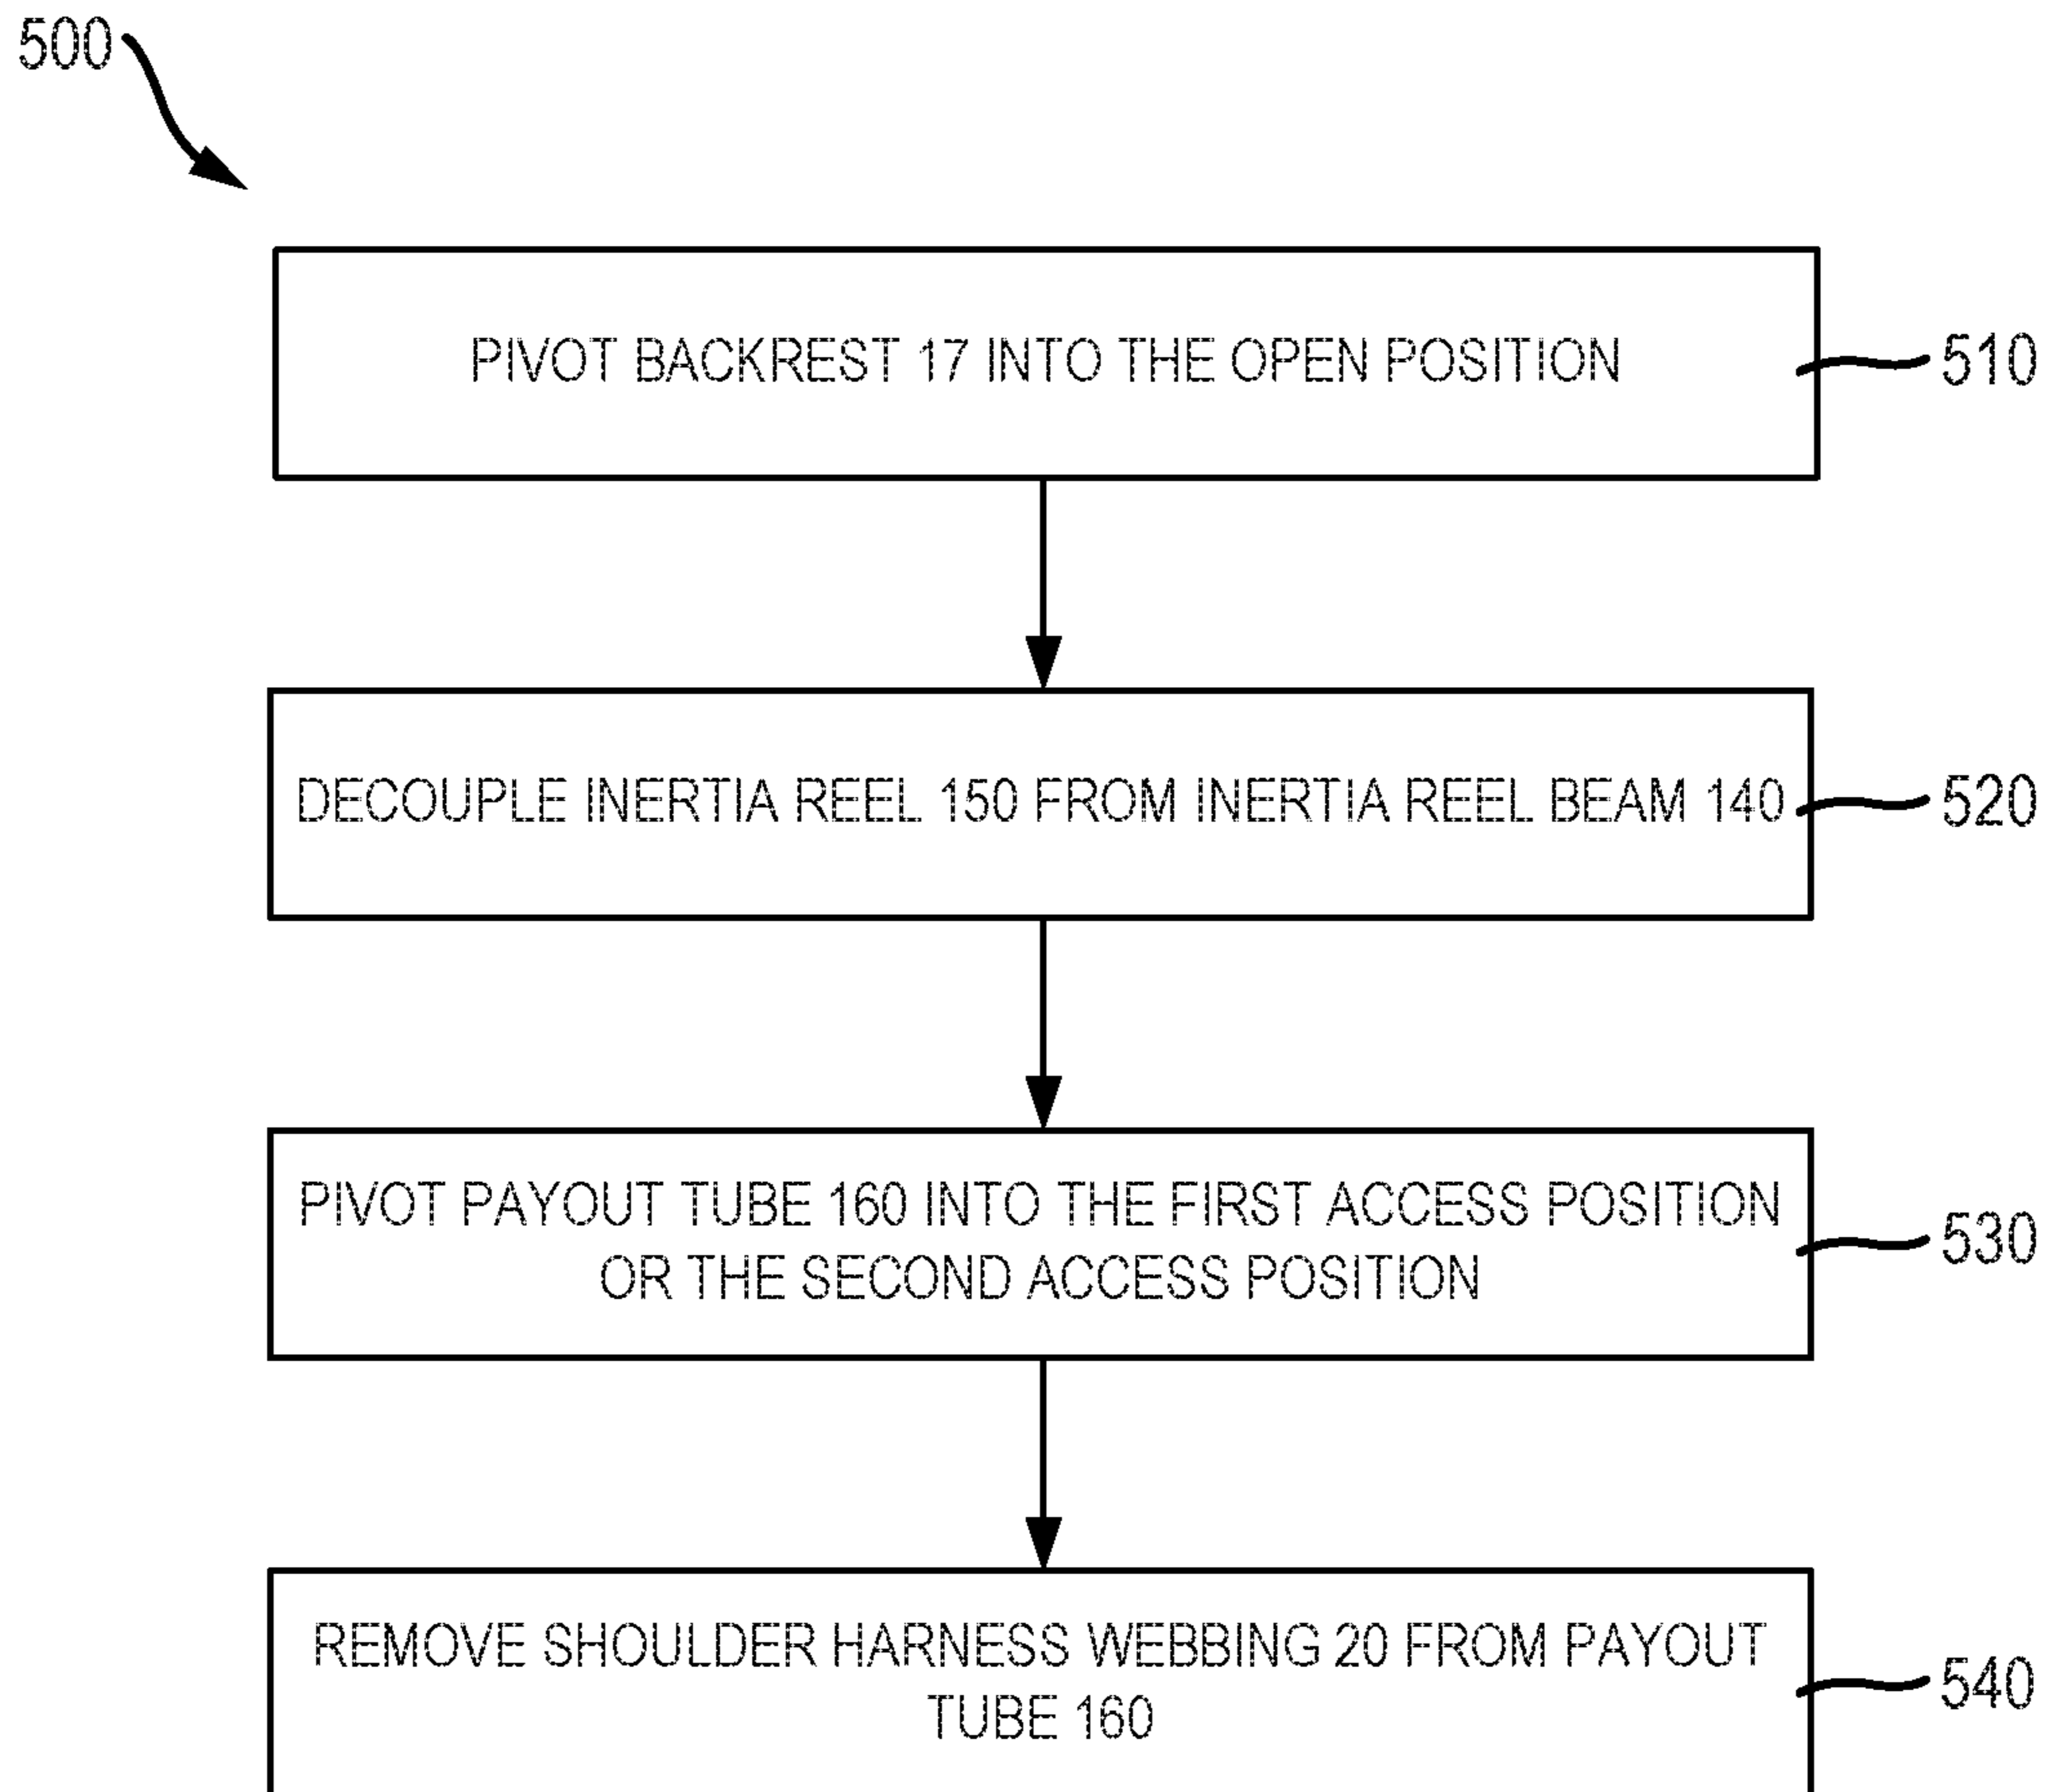 500
PIVOT BACKREST 17 INTO THE OPEN POSITION
510
DECOUPLE INERTIA REEL 150 FROM INERTIA REEL BEAM 140
520
PIVOT PAYOUT TUBE 160 INTO THE FIRST ACCESS POSITION
OR THE SECOND ACCESS POSITION
530
REMOVE SHOULDER HARNESS WEBBING 20 FROM PAYOUT
TUBE 160
540